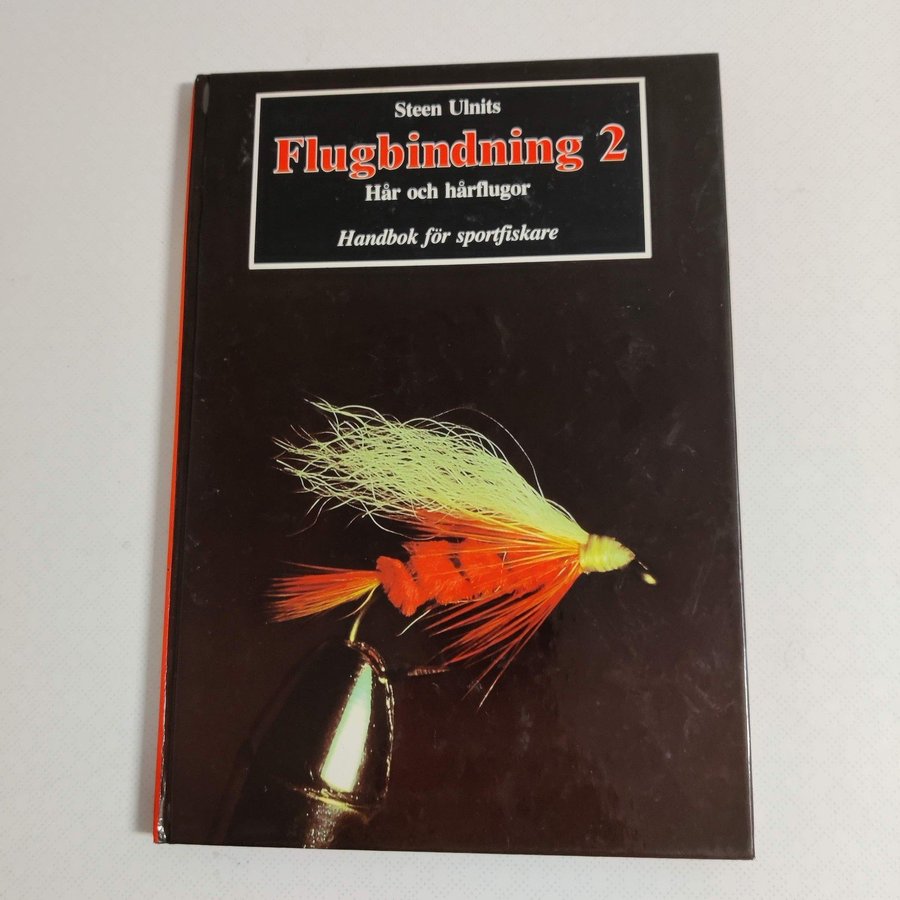 Steen Ulnits
Flugbindning 2
Hår och hårflugor
Handbok för sportfiskare